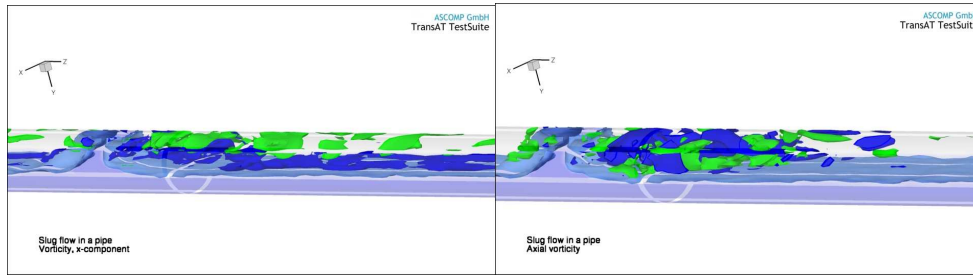 ASCOMP GmbH
TransAT TestSuite
X
Z
Y
Slug flow in a pipe
Vorticity, x-component
ASCOMP Gmb
TransAT TestSuit
X
Z
Y
Slug flow in a pipe
Axial vorticity